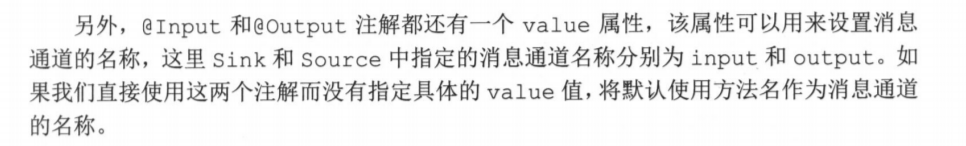 另外，@Input 和@Output 注解都还有一个 value 属性，该属性可以用来设置消息
通道的名称，这里 Sink 和 Source 中指定的消息通道名称分别为 input 和 output。如
果我们直接使用这两个注解而没有指定具体的 value 值，将默认使用方法名作为消息通道
的名称。